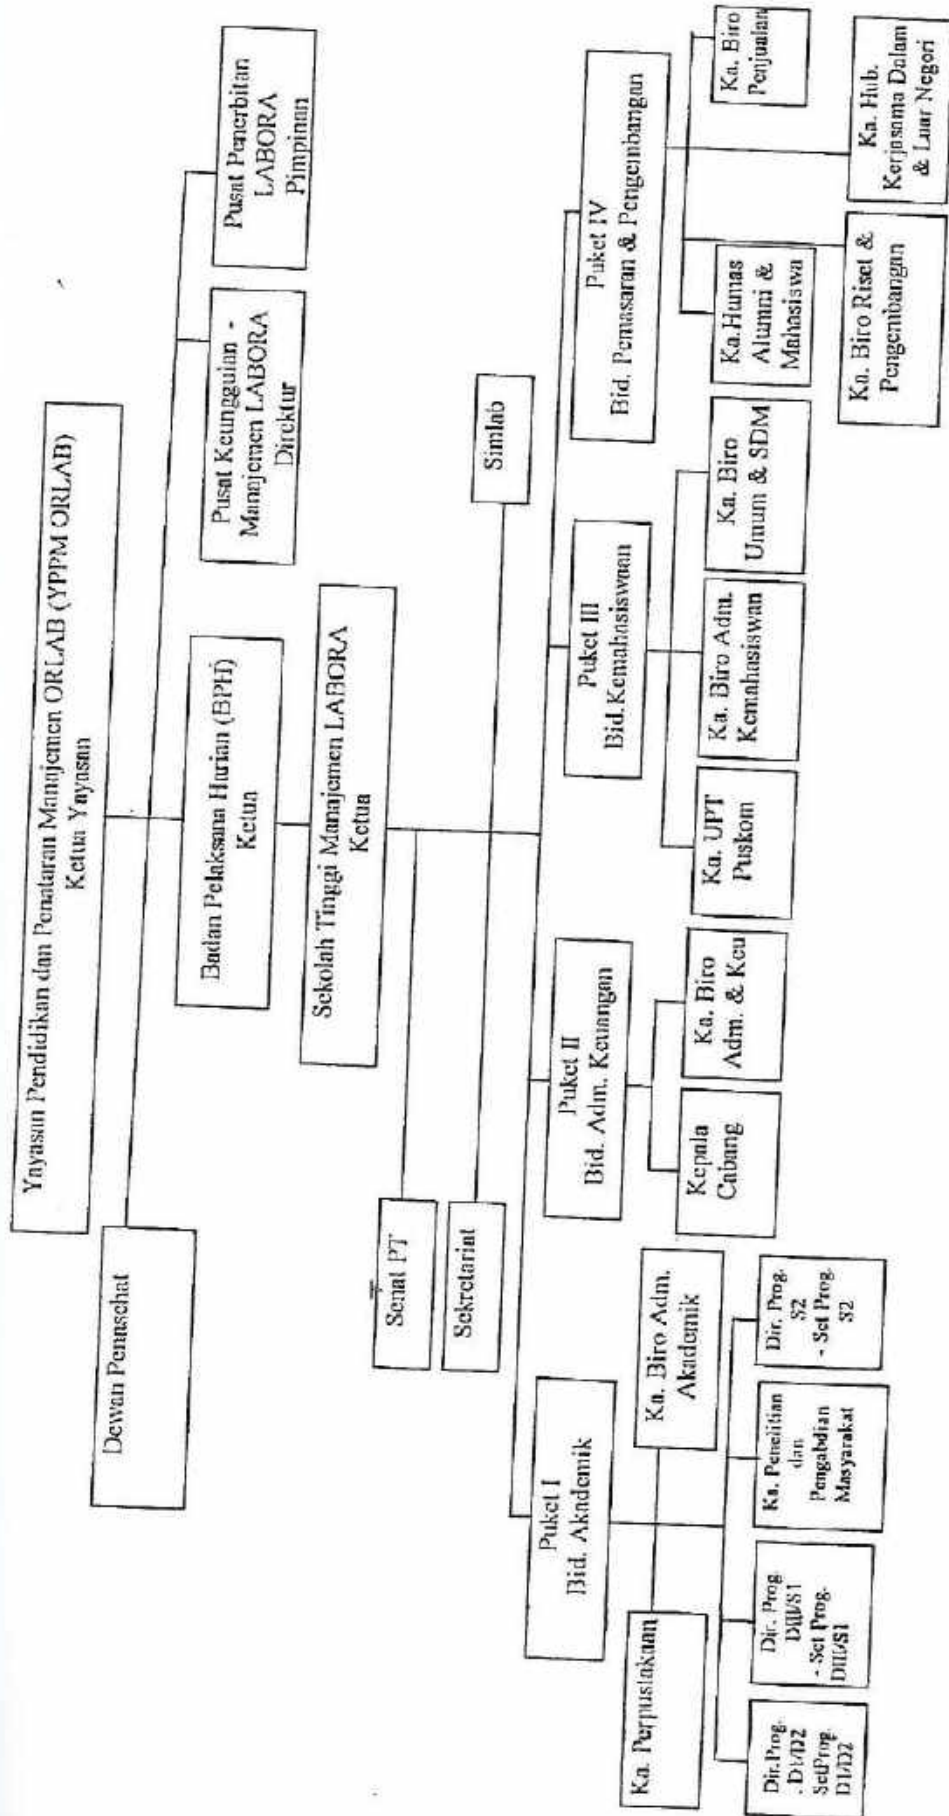 Yayasan Pendidikan dan Penataran Manajemen ORLAB (YPPM ORLAB)
Ketua Yayasan
Dewan Penasehat
Badan Pelaksana Harian (BPH)
Ketua
Pusat Keunggulan -
Manajemen LABORA
Direktur
Pusat Penerbitan
LABORA
Pimpinan
Sekolah Tinggi Manajemen LABORA
Ketua
Senat PT
Sekretariat
Simlab
Puket I
Bid. Akademik
Puket II
Bid. Adm. Keuangan
Puket III
Bid.Kemahasiswaan
Puket IV
Bid. Pemasaran & Pengembangan
Ka. Perpustakaan
Ka. Biro Adm.
Akademik
Kepala
Cabang
Ka. Biro
Adm. & Keu
Ka. UPT
Puskom
Ka. Biro Adm.
Kemahasiswan
Ka. Biro
Umum & SDM
Ka.Humas
Alumni &
Mahasiswa
Ka. Biro
Penjualan
Dir.Prog.
. D1/D2
SetProg.
D1/D2
Dir. Prog.
DIII/S1
- Set Prog.
DIII/S1
Ka. Penelitian
dan
Pengabdian
Masyarakat
Dir. Prog.
S2
- Set Prog.
S2
Ka. Biro Riset &
Pengembangan
Ka. Hub.
Kerjasama Dalam
& Luar Negeri